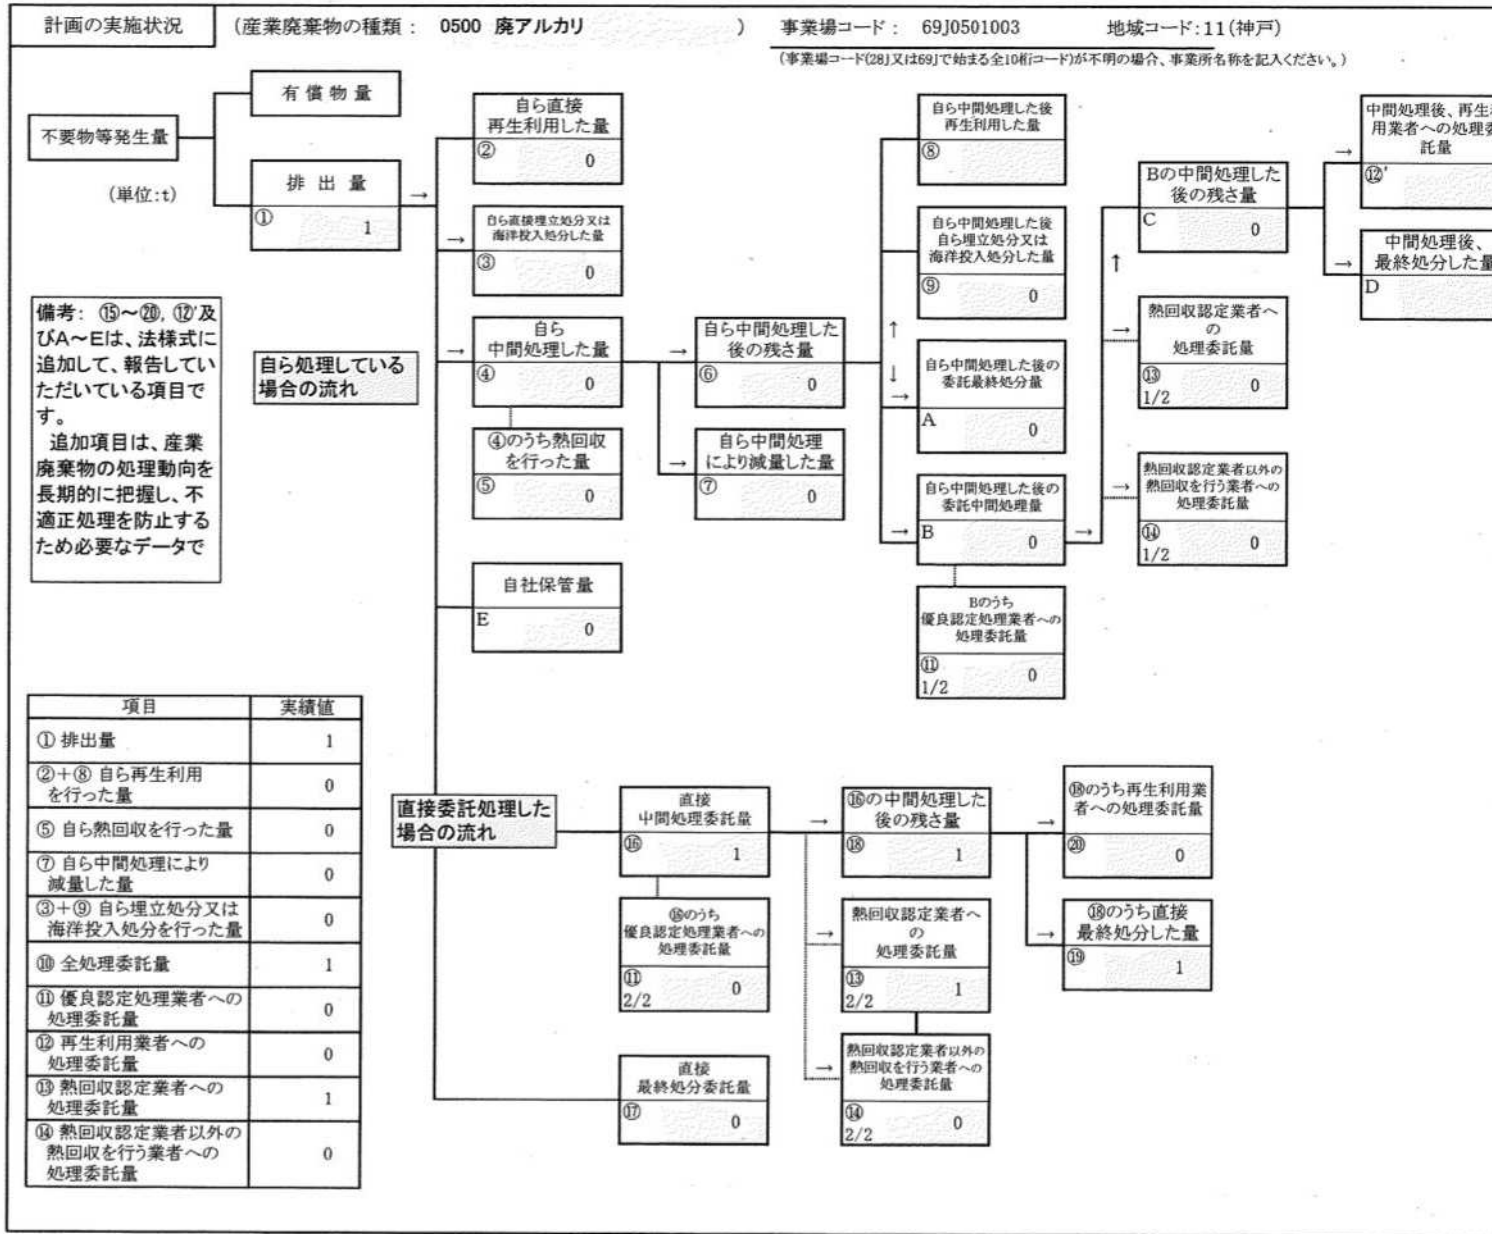 計画の実施状況
(産業廃棄物の種類： 0500 廃アルカリ )
事業場コード： 69J0501003
地域コード：11(神戸)
(事業場コード(28J又は69Jで始まる全10桁コード)が不明の場合、事業所名称を記入ください。)
不要物等発生量
(単位:t)
有 償 物 量
排 出 量
①
1
→
自ら直接
再生利用した量
②
0
→
自ら直接埋立処分又は
海洋投入処分した量
③
0
→
自ら
中間処理した量
④
0
④のうち熱回収
を行った量
⑤
0
自社保管量
E
0
→
自ら中間処理した
後の残さ量
⑥
0
→
自ら中間処理
により減量した量
⑦
0
自ら中間処理した後
再生利用した量
⑧
自ら中間処理した後
自ら埋立処分又は
海洋投入処分した量
⑨
0
↑
↓
→
自ら中間処理した後の
委託最終処分量
A
0
→
自ら中間処理した後の
委託中間処理量
B
0
→
Bのうち
優良認定処理業者への
処理委託量
⑪
1/2
0
↑
→
Bの中間処理した
後の残さ量
C
0
→
熱回収認定業者へ
の
処理委託量
⑬
1/2
0
→
熱回収認定業者以外の
熱回収を行う業者への
処理委託量
⑭
1/2
0
→
中間処理後、再生
用業者への処理
託量
⑫'
→
中間処理後、
最終処分した量
D
備考： ⑮～⑳, ⑫'及
びA～Eは、法様式に
追加して、報告してい
ただいている項目で
す。
追加項目は、産業
廃棄物の処理動向を
長期的に把握し、不
適正処理を防止する
ため必要なデータで
自ら処理している
場合の流れ
項目 実績値
① 排出量 1
②+⑧ 自ら再生利用
を行った量 0
⑤ 自ら熱回収を行った量 0
⑦ 自ら中間処理により
減量した量 0
③+⑨ 自ら埋立処分又は
海洋投入処分を行った量 0
⑩ 全処理委託量 1
⑪ 優良認定処理業者への
処理委託量 0
⑫ 再生利用業者への
処理委託量 0
⑬ 熱回収認定業者への
処理委託量 1
⑭ 熱回収認定業者以外の
熱回収を行う業者への
処理委託量 0
直接委託処理した
場合の流れ
直接
中間処理委託量
⑯
1
⑯のうち
優良認定処理業者への
処理委託量
⑪
2/2
0
直接
最終処分委託量
⑰
0
→
⑯の中間処理した
後の残さ量
⑱
1
→
熱回収認定業者へ
の
処理委託量
⑬
2/2
1
→
熱回収認定業者以外の
熱回収を行う業者への
処理委託量
⑭
2/2
0
→
⑱のうち再生利用業
者への処理委託量
⑳
0
→
⑱のうち直接
最終処分した量
⑲
1